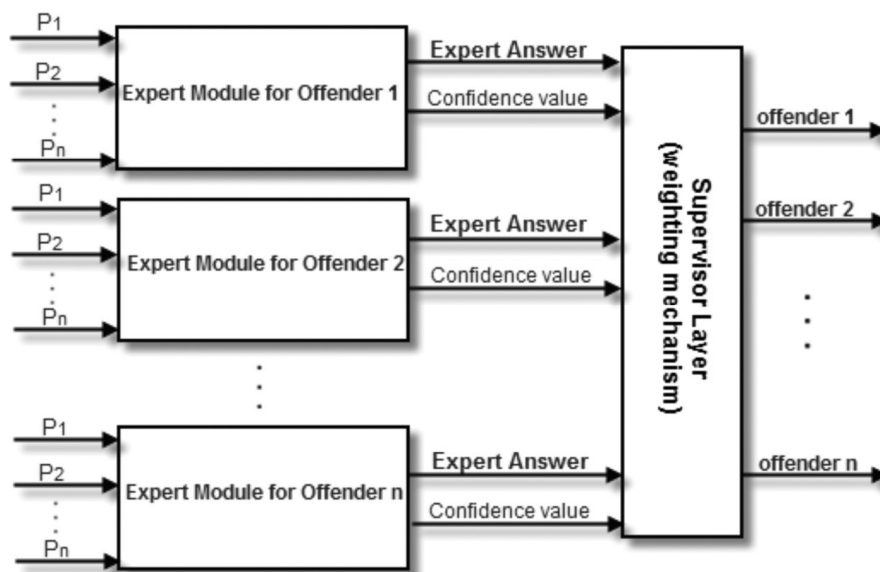 P1
P2
Pn
Expert Module for Offender 1
Expert Answer
Confidence value
P1
P2
Pn
Expert Module for Offender 2
Expert Answer
Confidence value
P1
P2
Pn
Expert Module for Offender n
Expert Answer
Confidence value
Supervisor Layer
(weighting mechanism)
offender 1
offender 2
offender n